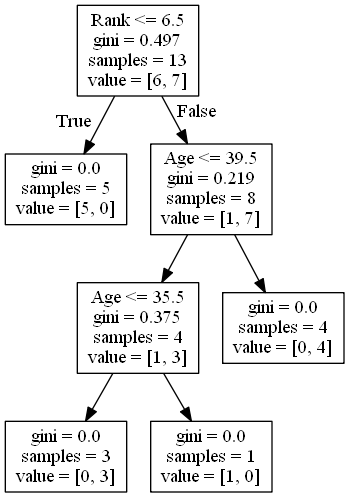 Rank <= 6.5
gini = 0.497
samples = 13
value = [6, 7]
True
False
gini = 0.0
samples = 5
value = [5, 0]
Age <= 39.5
gini = 0.219
samples = 8
value = [1, 7]
Age <= 35.5
gini = 0.375
samples = 4
value = [1, 3]
gini = 0.0
samples = 4
value = [0, 4]
gini = 0.0
samples = 3
value = [0, 3]
gini = 0.0
samples = 1
value = [1, 0]